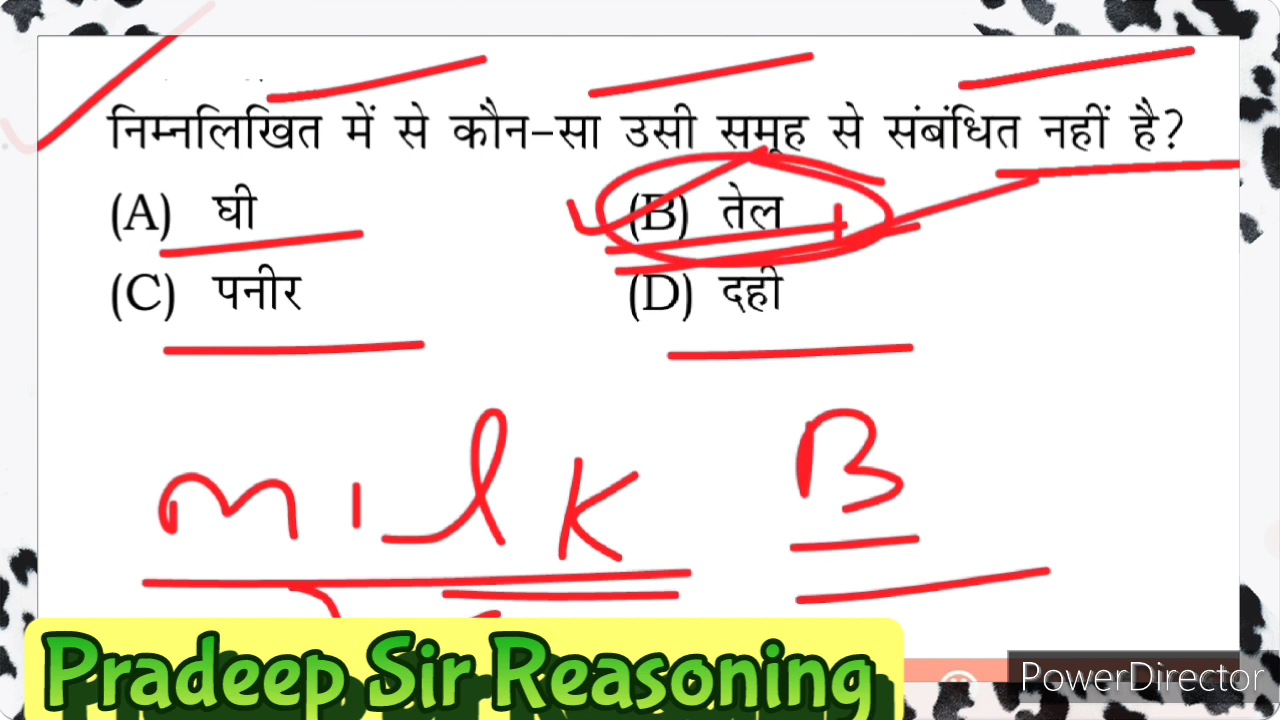 निम्नलिखित में से कौन-सा उसी समूह से संबंधित नहीं है?
(A) घी (B) तेल
(C) पनीर (D) दही
milk B
Pradeep Sir Reasoning
PowerDirector